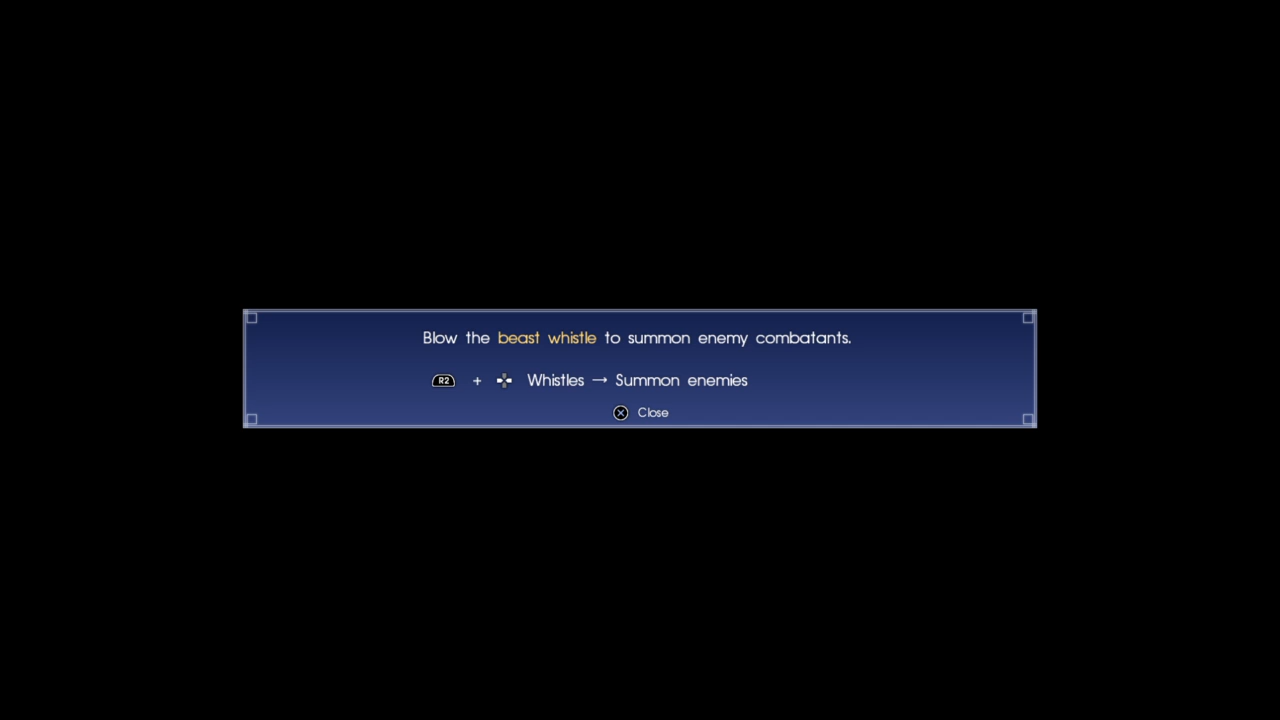 Blow the beast whistle to summon enemy combatants.
R2 + Whistles → Summon enemies
Close